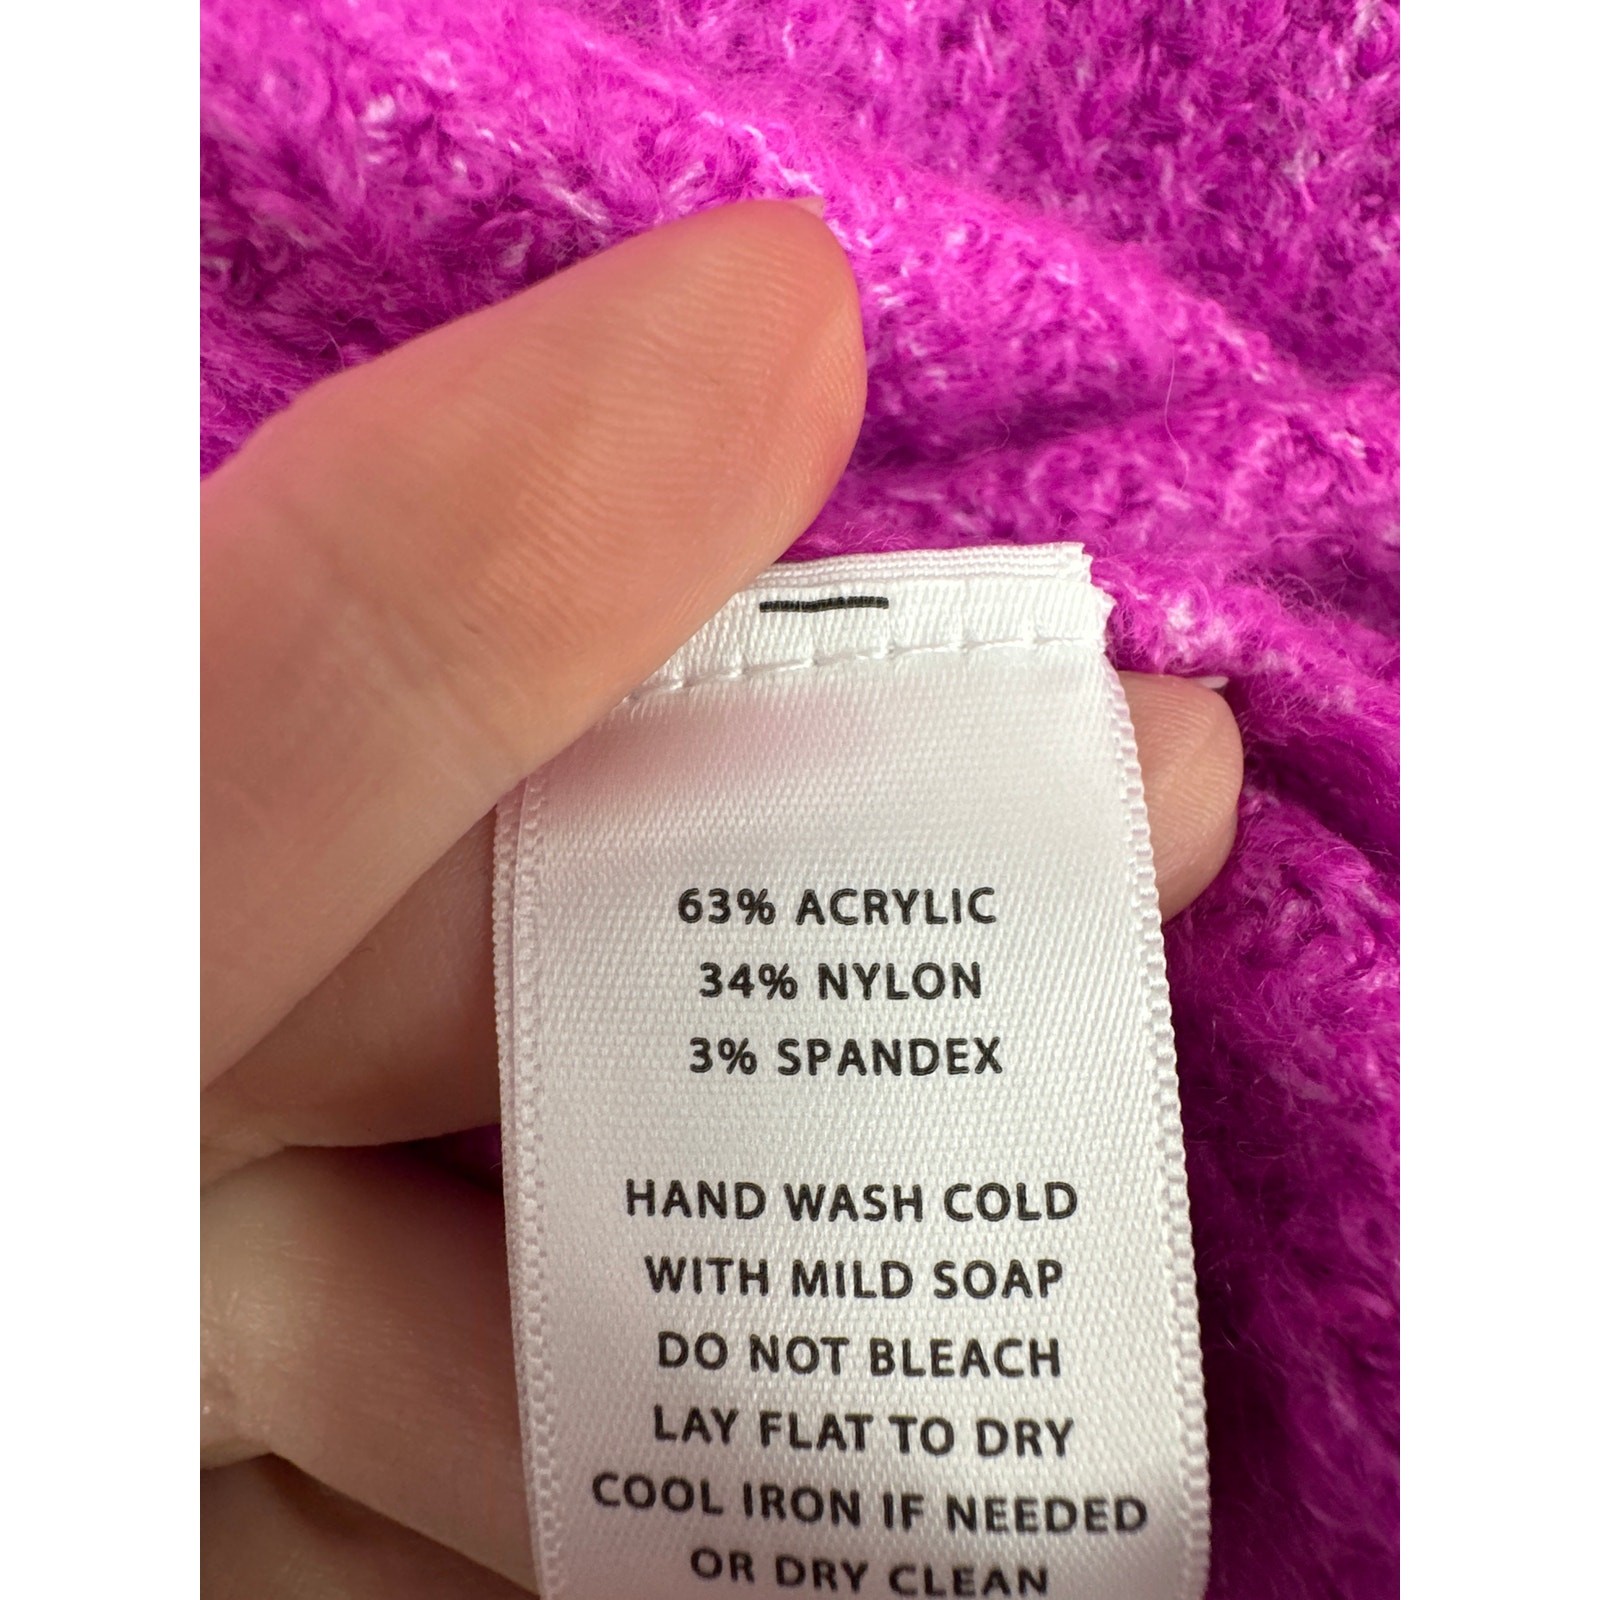 63% ACRYLIC
34% NYLON
3% SPANDEX
HAND WASH COLD
WITH MILD SOAP
DO NOT BLEACH
LAY FLAT TO DRY
COOL IRON IF NEEDED
OR DRY CLEAN